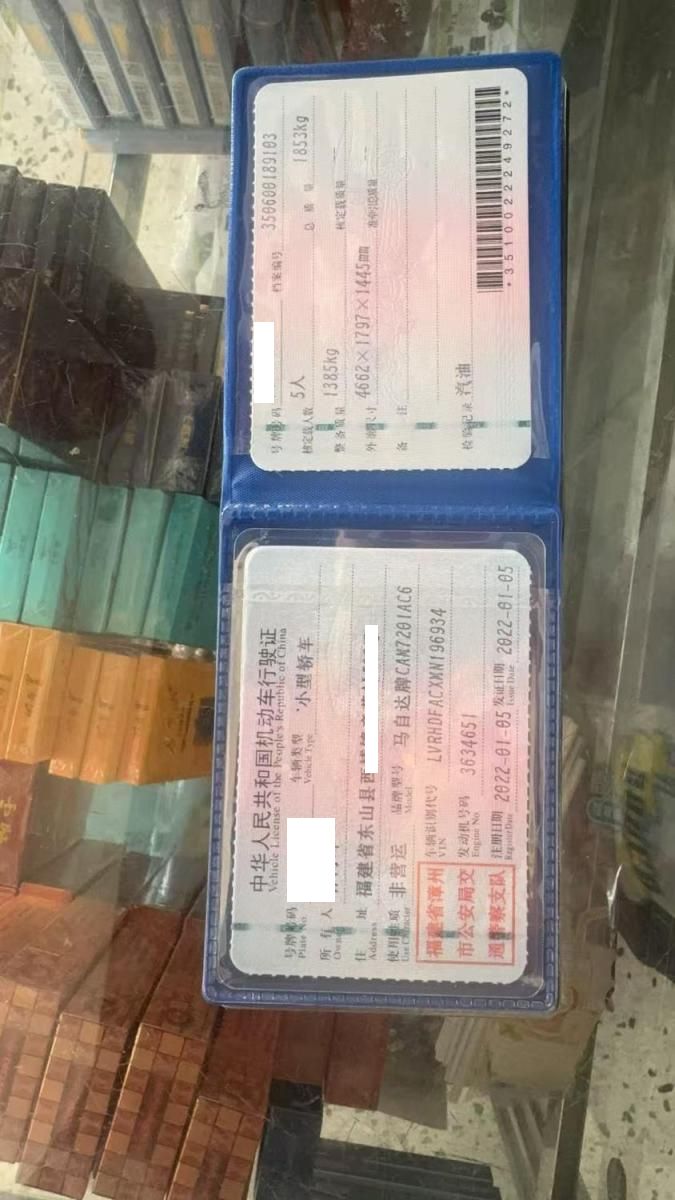 中华人民共和国机动车行驶证
Vehicle License of the People's Republic of China
号牌号码 车辆类型 小型轿车
Plate No. Vehicle Type
所有人
Owner
住址 福建省东山县西
Address
使用性质 非营运 品牌型号 马自达牌CAM7201AC6
Use Character Model
福建省漳州
市公安局交
通警察支队
车辆识别代号 LVRHDFACXMN196934
VIN
发动机号码 3634651
Engine No.
注册日期 2022-01-05 发证日期 2022-01-05
Register Date Issue Date
号牌号码 档案编号 350600189103
核定载人数 5人 总质量 1853kg
整备质量 1385kg 核定载质量
外廓尺寸 4662×1797×1445mm 准牵引总质量
备注
检验记录 汽油
*3510022249272*